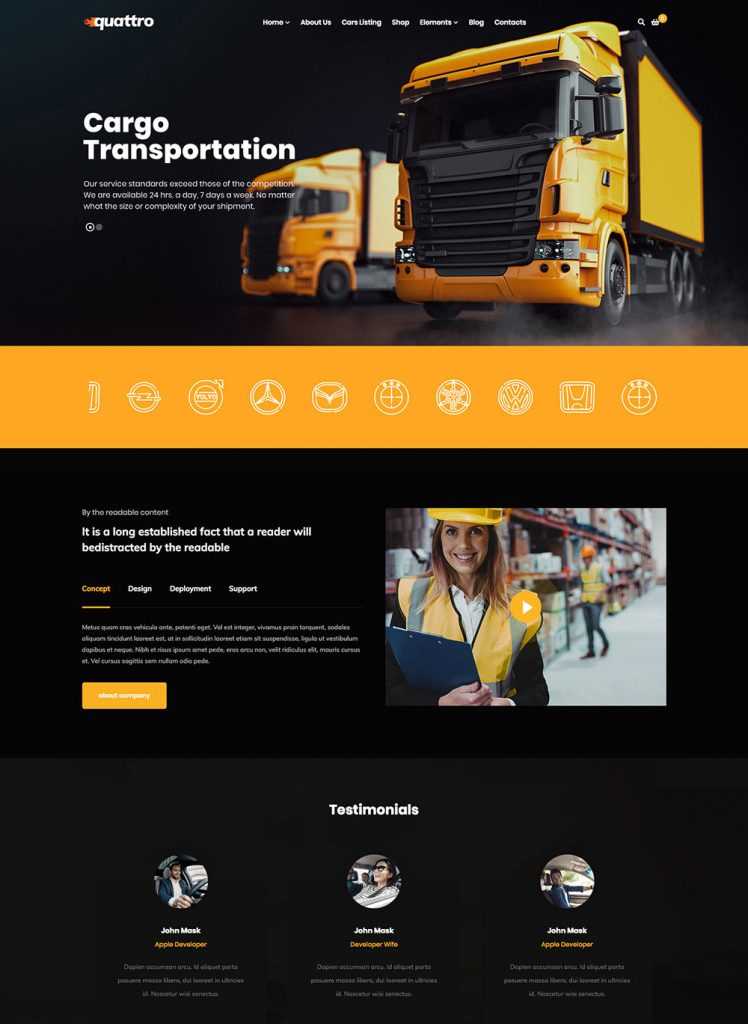 quattro
Home
About Us
Cars Listing
Shop
Elements
Blog
Contacts
Cargo
Transportation
Our service standards exceed those of the competition.
We are available 24 hrs. a day, 7 days a week. No matter
what the size or complexity of your shipment.
VOLVO
By the readable content
It is a long established fact that a reader will
bedistracted by the readable
Concept
Design
Deployment
Support
Metus quam cras vehicula ante, potenti eget. Vel est integer, vivamus proin torquent, sodales
aliquam tincidunt laoreet est, at in sollicitudin laoreet etiam sit suspendisse, ligula ut vestibulum
dapibus et neque. Nibh et risus ipsum amet pede, eros arcu non, velit ridiculus elit, mauris cursus
et. Vel cursus sagittis sem nullam odio pede.
about company
Testimonials
John Mask
Apple Developer
Dapien accumsan arcu. Id aliquet porta
posuere massa libero, dui laoreet in ultricies
id. Nascetur wisi senectus.
John Mask
Developer Wife
Dapien accumsan arcu. Id aliquet porta
posuere massa libero, dui laoreet in ultricies
id. Nascetur wisi senectus.
John Mask
Apple Developer
Dapien accumsan arcu. Id aliquet porta
posuere massa libero, dui laoreet in ultricies
id. Nascetur wisi senectus.